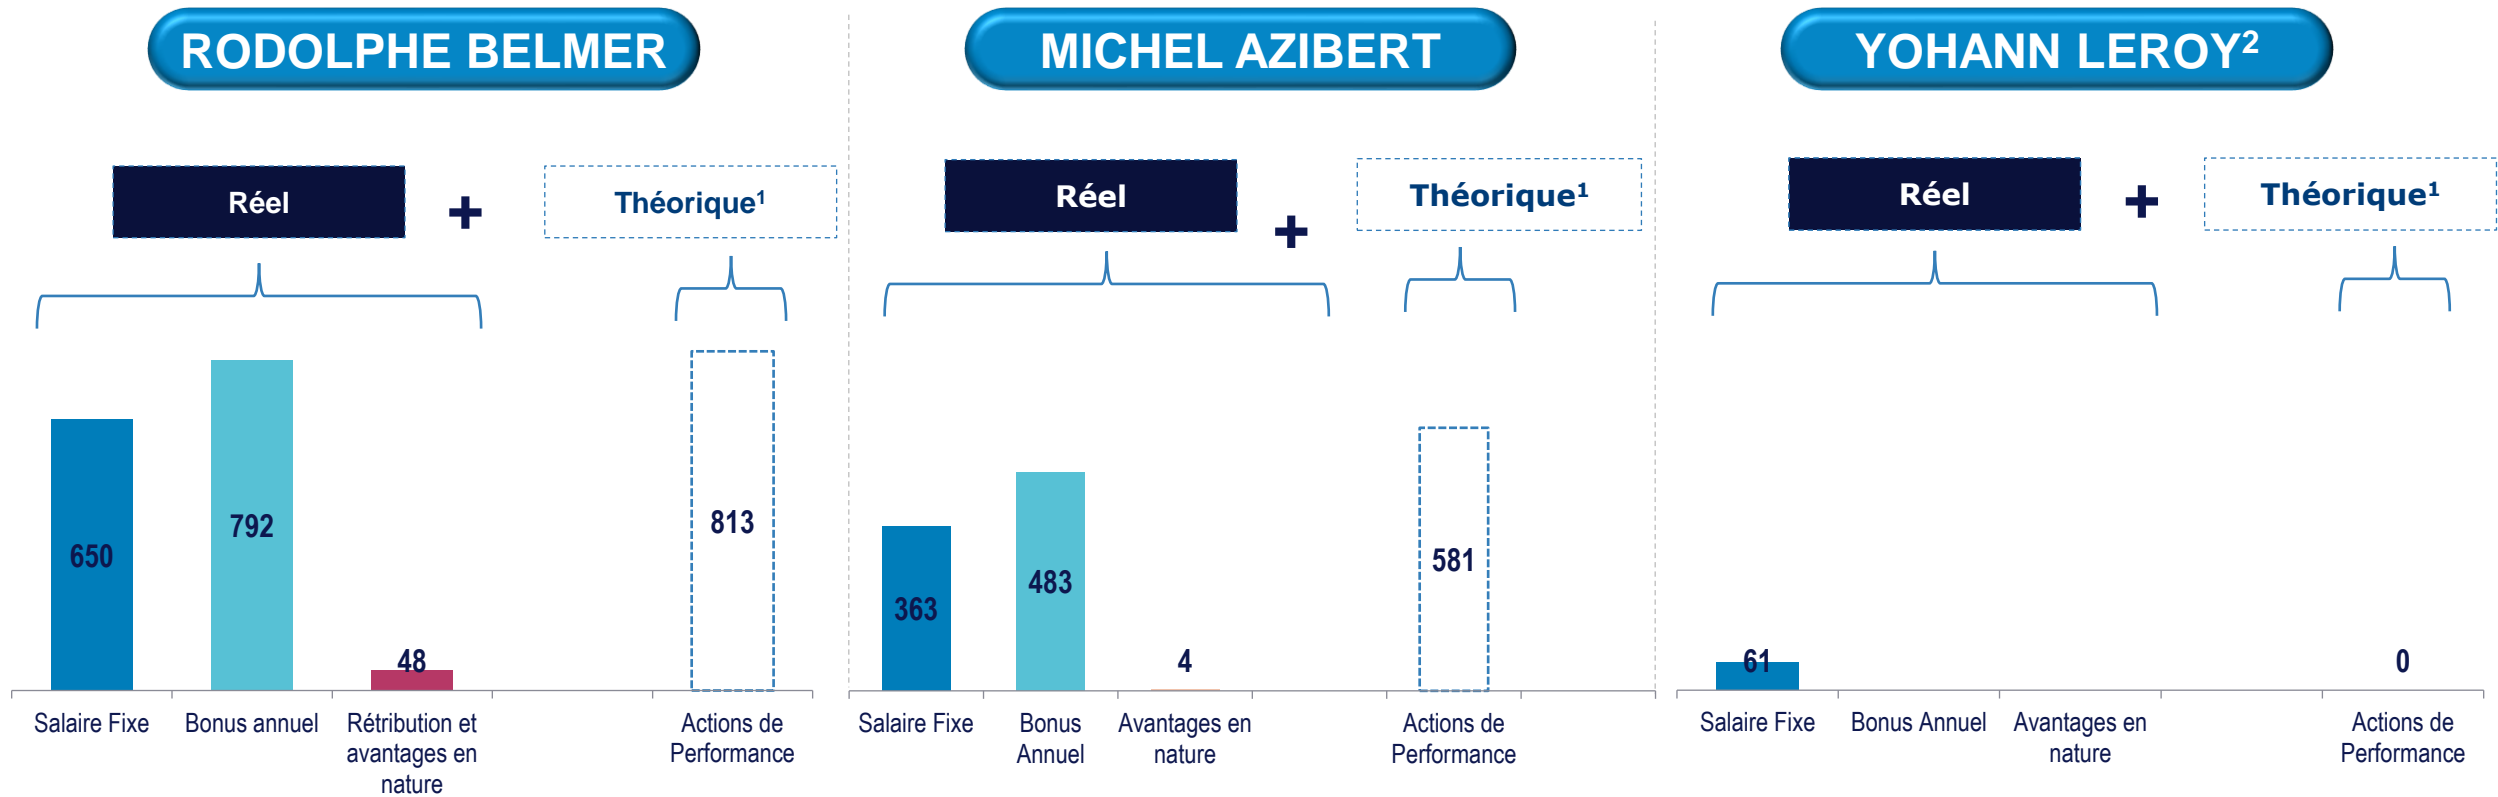 RODOLPHE BELMER
Réel
+
Théorique¹
650
792
48
813
Salaire Fixe
Bonus annuel
Rétribution et
avantages en
nature
Actions de
Performance
MICHEL AZIBERT
Réel
+
Théorique¹
363
483
4
581
Salaire Fixe
Bonus
Annuel
Avantages en
nature
Actions de
Performance
YOHANN LEROY²
Réel
+
Théorique¹
61
0
Salaire Fixe
Bonus Annuel
Avantages en
nature
Actions de
Performance